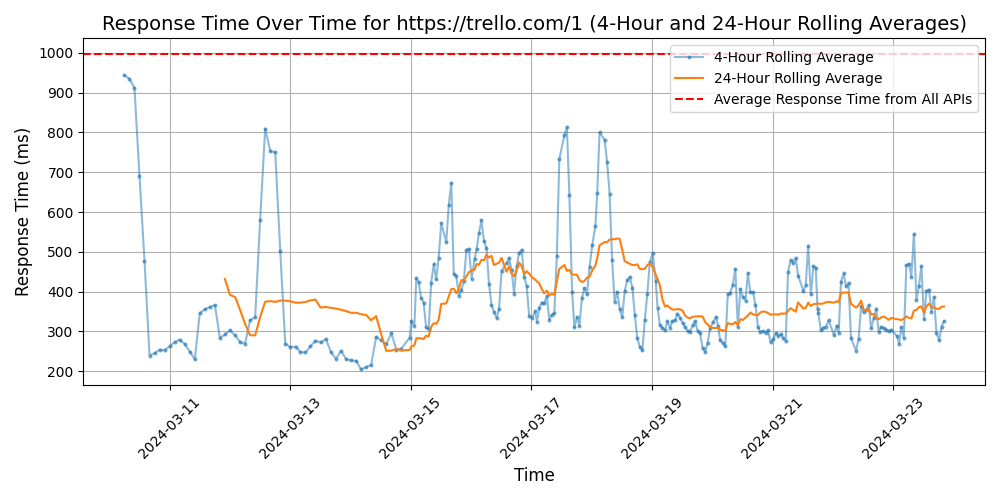 Response Time Over Time for https://trello.com/1 (4-Hour and 24-Hour Rolling Averages)
4-Hour Rolling Average
24-Hour Rolling Average
Average Response Time from All APIs
Response Time (ms)
1000
900
800
700
600
500
400
300
200
2024-03-11
2024-03-13
2024-03-15
2024-03-17
2024-03-19
2024-03-21
2024-03-23
Time